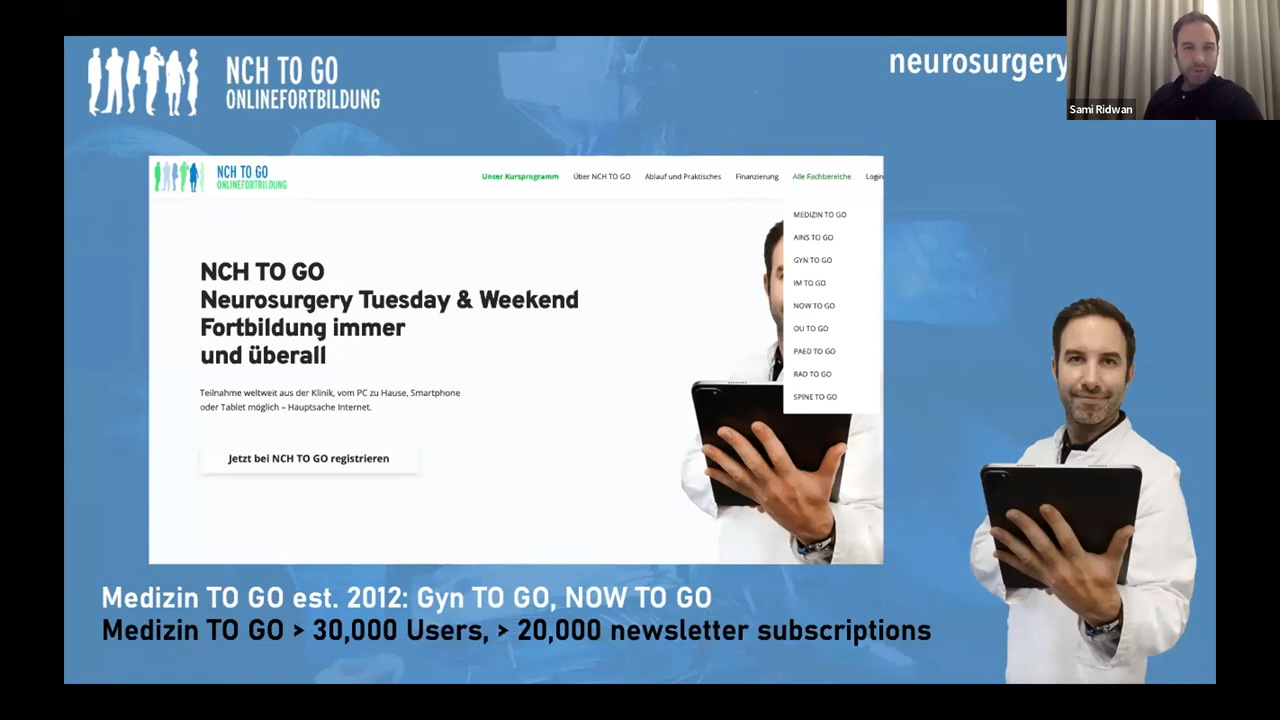 NCH TO GO
ONLINEFORTBILDUNG
neurosurgery
Sami Ridwan
NCH TO GO
ONLINEFORTBILDUNG
Unser Kursprogramm
Über NCH TO GO
Ablauf und Praktisches
Finanzierung
Alle Fachbereiche
Login
MEDIZIN TO GO
AINS TO GO
GYN TO GO
IM TO GO
NOW TO GO
OU TO GO
PAED TO GO
RAD TO GO
SPINE TO GO
NCH TO GO
Neurosurgery Tuesday & Weekend
Fortbildung immer
und überall
Teilnahme weltweit aus der Klinik, vom PC zu Hause, Smartphone
oder Tablet möglich – Hauptsache Internet.
Jetzt bei NCH TO GO registrieren
Medizin TO GO est. 2012: Gyn TO GO, NOW TO GO
Medizin TO GO > 30,000 Users, > 20,000 newsletter subscriptions